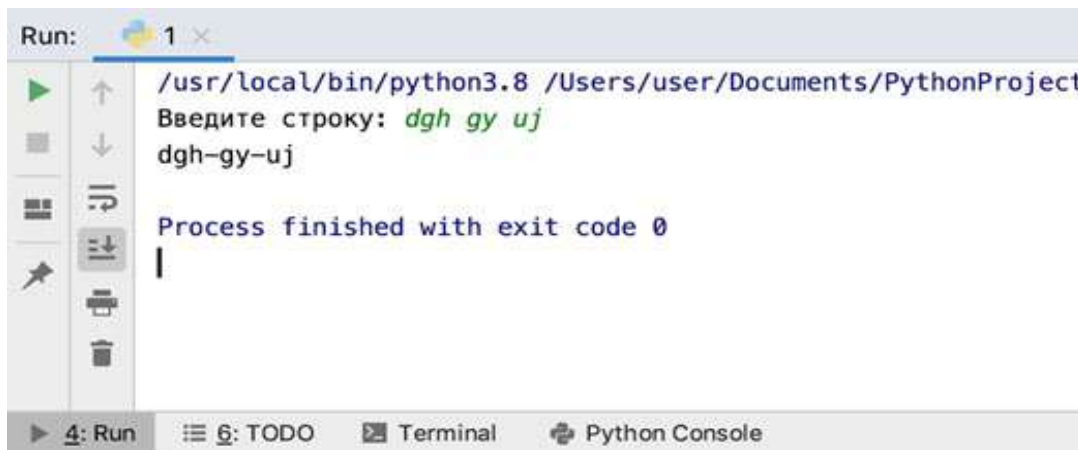 Run: 1
/usr/local/bin/python3.8 /Users/user/Documents/PythonProject
Введите строку: dgh gy uj
dgh-gy-uj
Process finished with exit code 0
4: Run 6: TODO Terminal Python Console